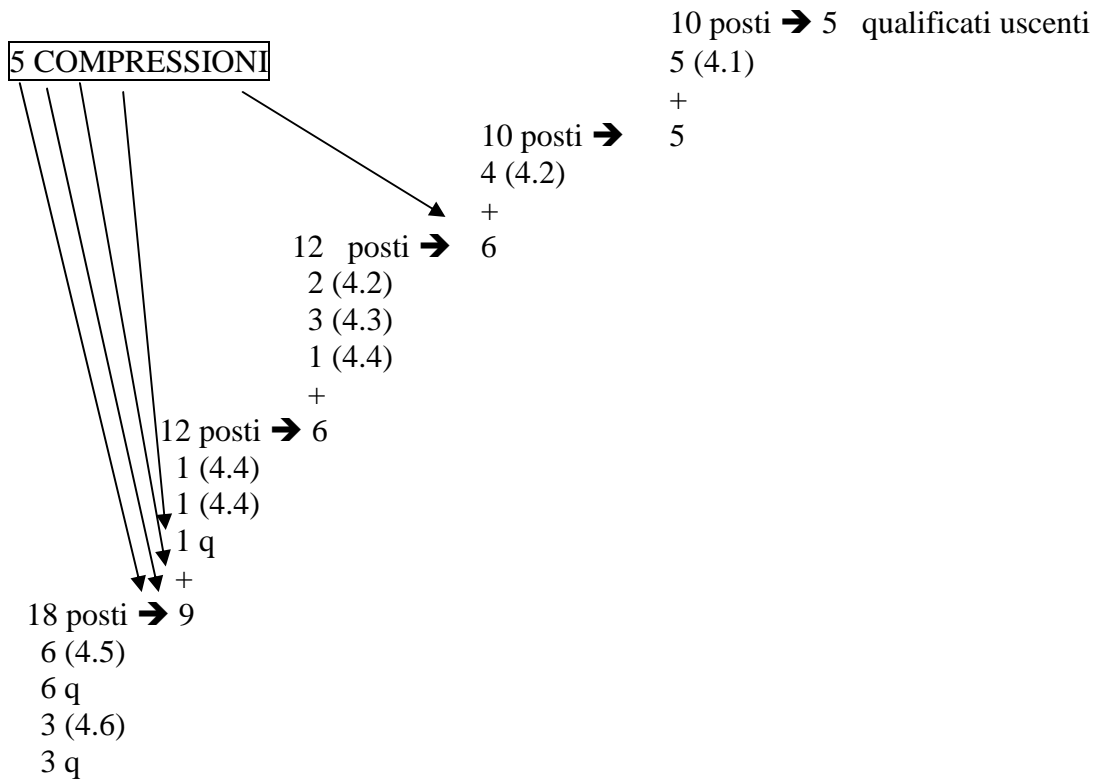 10 posti ➔ 5 qualificati uscenti
5 COMPRESSIONI
5 (4.1)
+
10 posti ➔ 5
4 (4.2)
+
12 posti ➔ 6
2 (4.2)
3 (4.3)
1 (4.4)
+
12 posti ➔ 6
1 (4.4)
1 (4.4)
1 q
+
18 posti ➔ 9
6 (4.5)
6 q
3 (4.6)
3 q